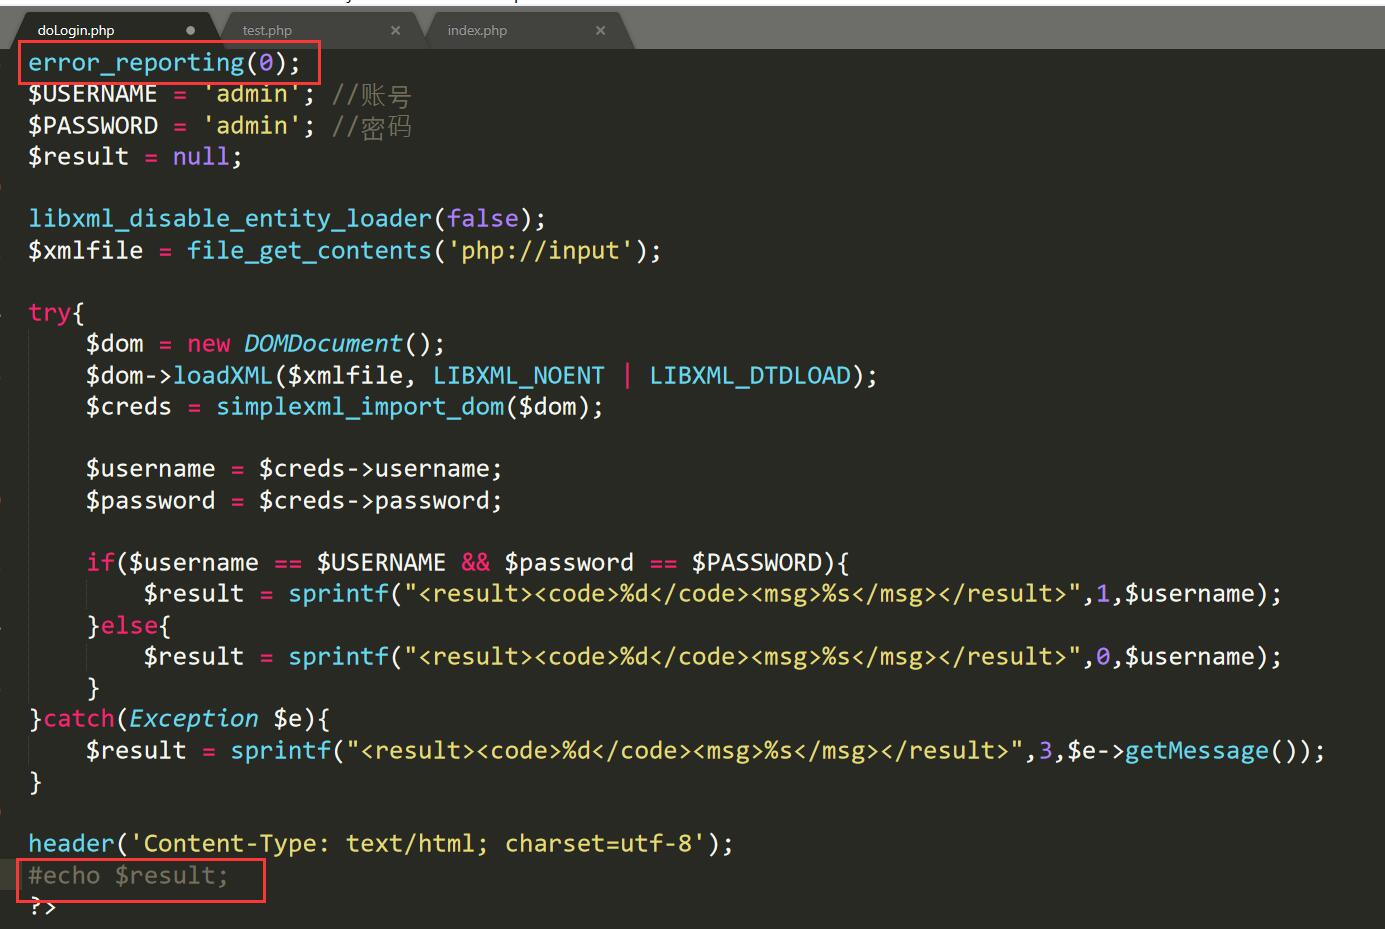 doLogin.php test.php index.php
error_reporting(0);
$USERNAME = 'admin'; //账号
$PASSWORD = 'admin'; //密码
$result = null;
libxml_disable_entity_loader(false);
$xmlfile = file_get_contents('php://input');
try{
$dom = new DOMDocument();
$dom->loadXML($xmlfile, LIBXML_NOENT | LIBXML_DTDLOAD);
$creds = simplexml_import_dom($dom);
$username = $creds->username;
$password = $creds->password;
if($username == $USERNAME && $password == $PASSWORD){
$result = sprintf("<result><code>%d</code><msg>%s</msg></result>",1,$username);
}else{
$result = sprintf("<result><code>%d</code><msg>%s</msg></result>",0,$username);
}
}catch(Exception $e){
$result = sprintf("<result><code>%d</code><msg>%s</msg></result>",3,$e->getMessage());
}
header('Content-Type: text/html; charset=utf-8');
#echo $result;
?>